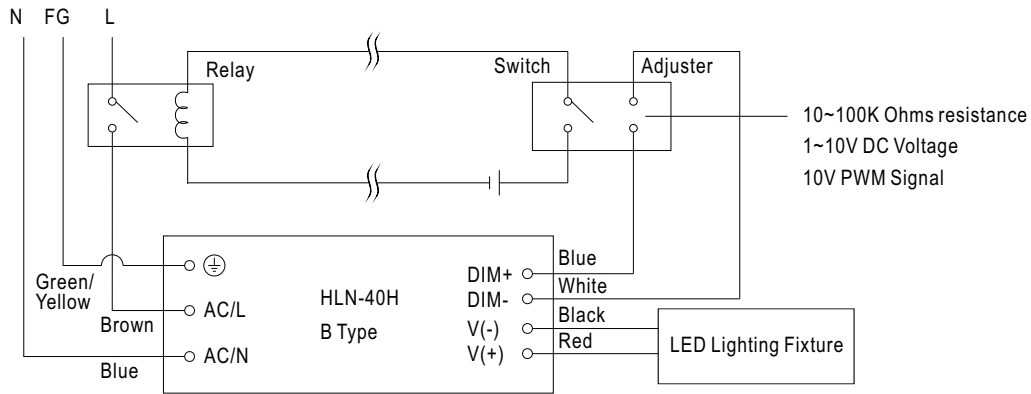 N FG L
Relay
Switch
Adjuster
10~100K Ohms resistance
1~10V DC Voltage
10V PWM Signal
Green/
Yellow
Brown
Blue
AC/L
AC/N
HLN-40H
B Type
DIM+
DIM-
V(-)
V(+)
Blue
White
Black
Red
LED Lighting Fixture